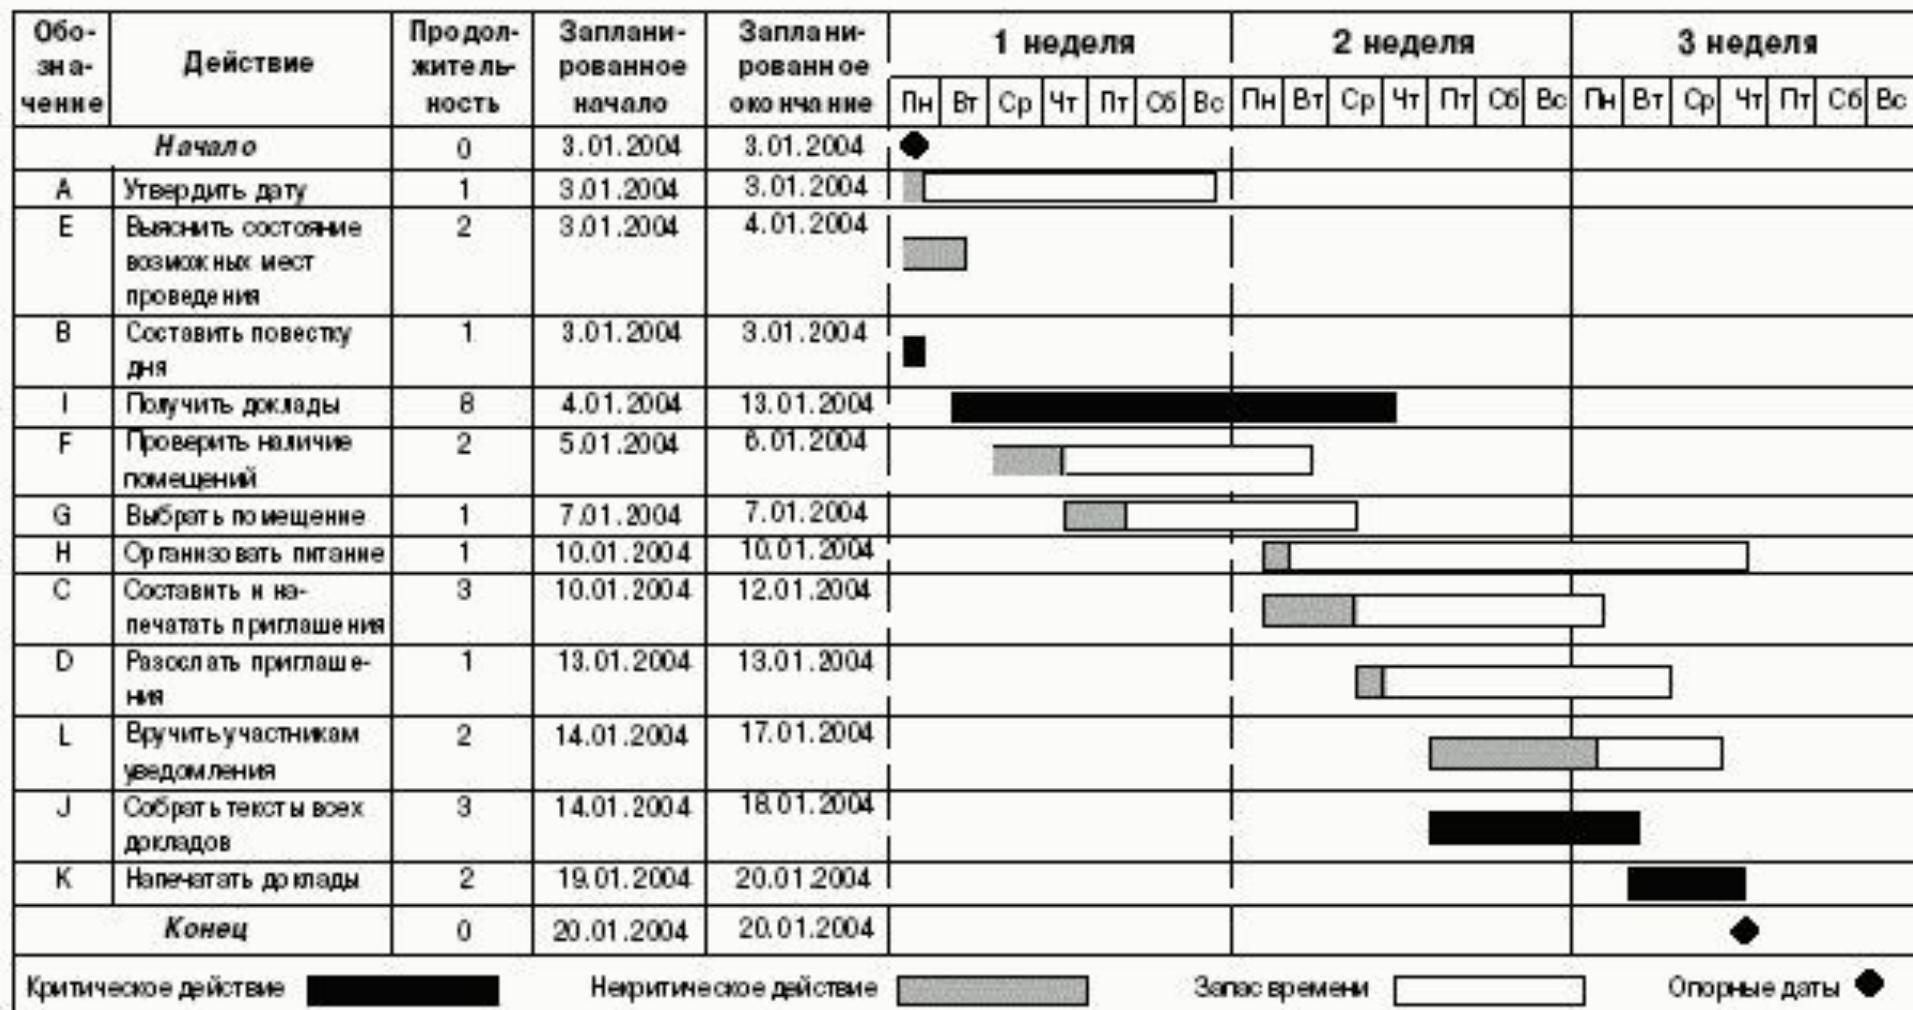 Обо- Продол- Заплани- Заплани-
зна- Действие житель- рованное рованное 1 неделя 2 неделя 3 неделя
чение ность начало окончание Пн Вт Ср Чт Пт Сб Вс Пн Вт Ср Чт Пт Сб Вс Пн Вт Ср Чт Пт Сб Вс
Начало 0 3.01.2004 3.01.2004
A Утвердить дату 1 3.01.2004 3.01.2004
E Выяснить состояние 2 3.01.2004 4.01.2004
возможных мест
проведения
B Составить повестку 1 3.01.2004 3.01.2004
дня
I Получить доклады 8 4.01.2004 13.01.2004
F Проверить наличие 2 5.01.2004 6.01.2004
помещений
G Выбрать помещение 1 7.01.2004 7.01.2004
H Организовать питание 1 10.01.2004 10.01.2004
C Составить и на- 3 10.01.2004 12.01.2004
печатать приглашения
D Разослать приглаше- 1 13.01.2004 13.01.2004
ния
L Вручить участникам 2 14.01.2004 17.01.2004
уведомления
J Собрать тексты всех 3 14.01.2004 18.01.2004
докладов
K Напечатать доклады 2 19.01.2004 20.01.2004
Конец 0 20.01.2004 20.01.2004
Критическое действие Некритическое действие Запас времени Опорные даты